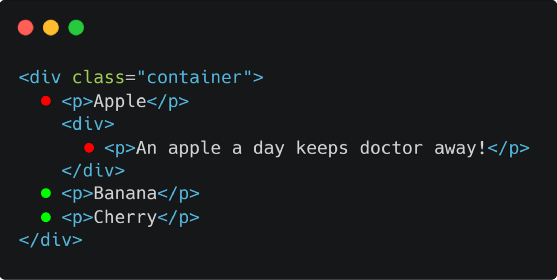 <div class="container">
<p>Apple</p>
<div>
<p>An apple a day keeps doctor away!</p>
</div>
<p>Banana</p>
<p>Cherry</p>
</div>